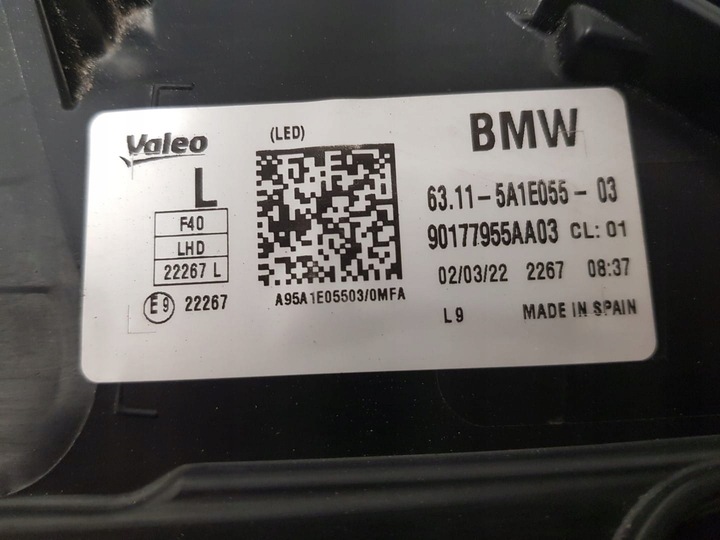 Valeo
(LED)
BMW
L
F40
LHD
22267 L
E9 22267
A95A1E05503/0MFA
63.11-5A1E055-03
90177955AA03 CL: 01
02/03/22 2267 08:37
L9 MADE IN SPAIN